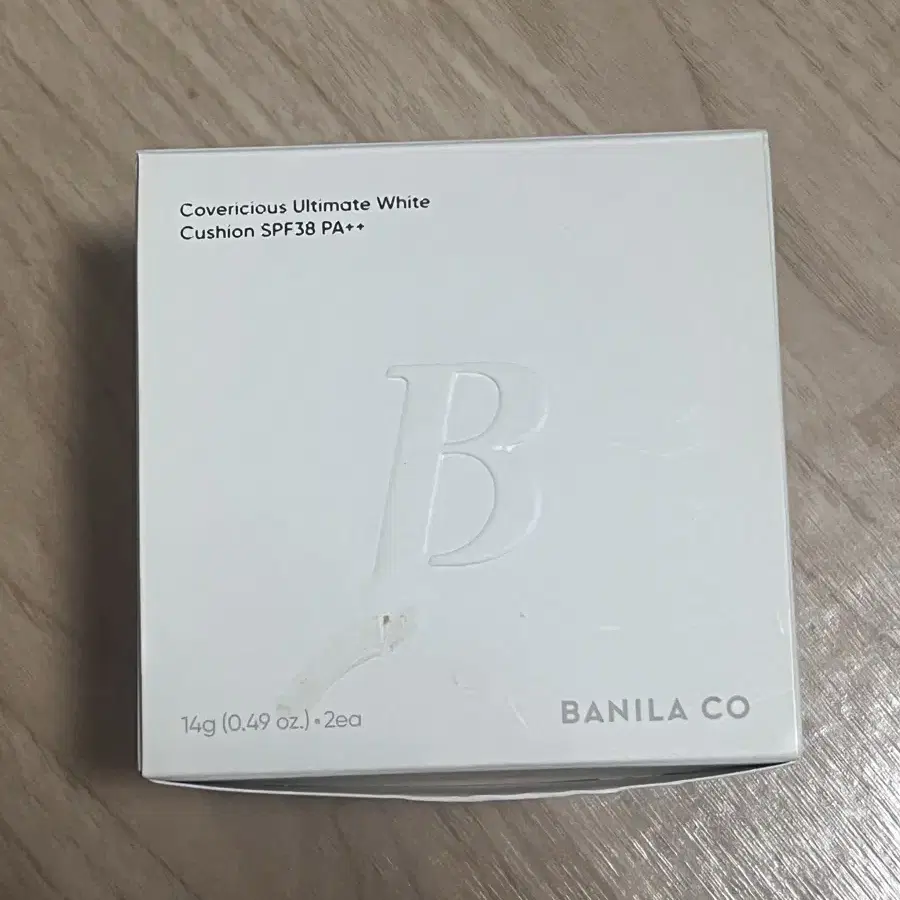 Covericious Ultimate White
Cushion SPF38 PA++
B
14g (0.49 oz.) • 2ea
BANILA CO